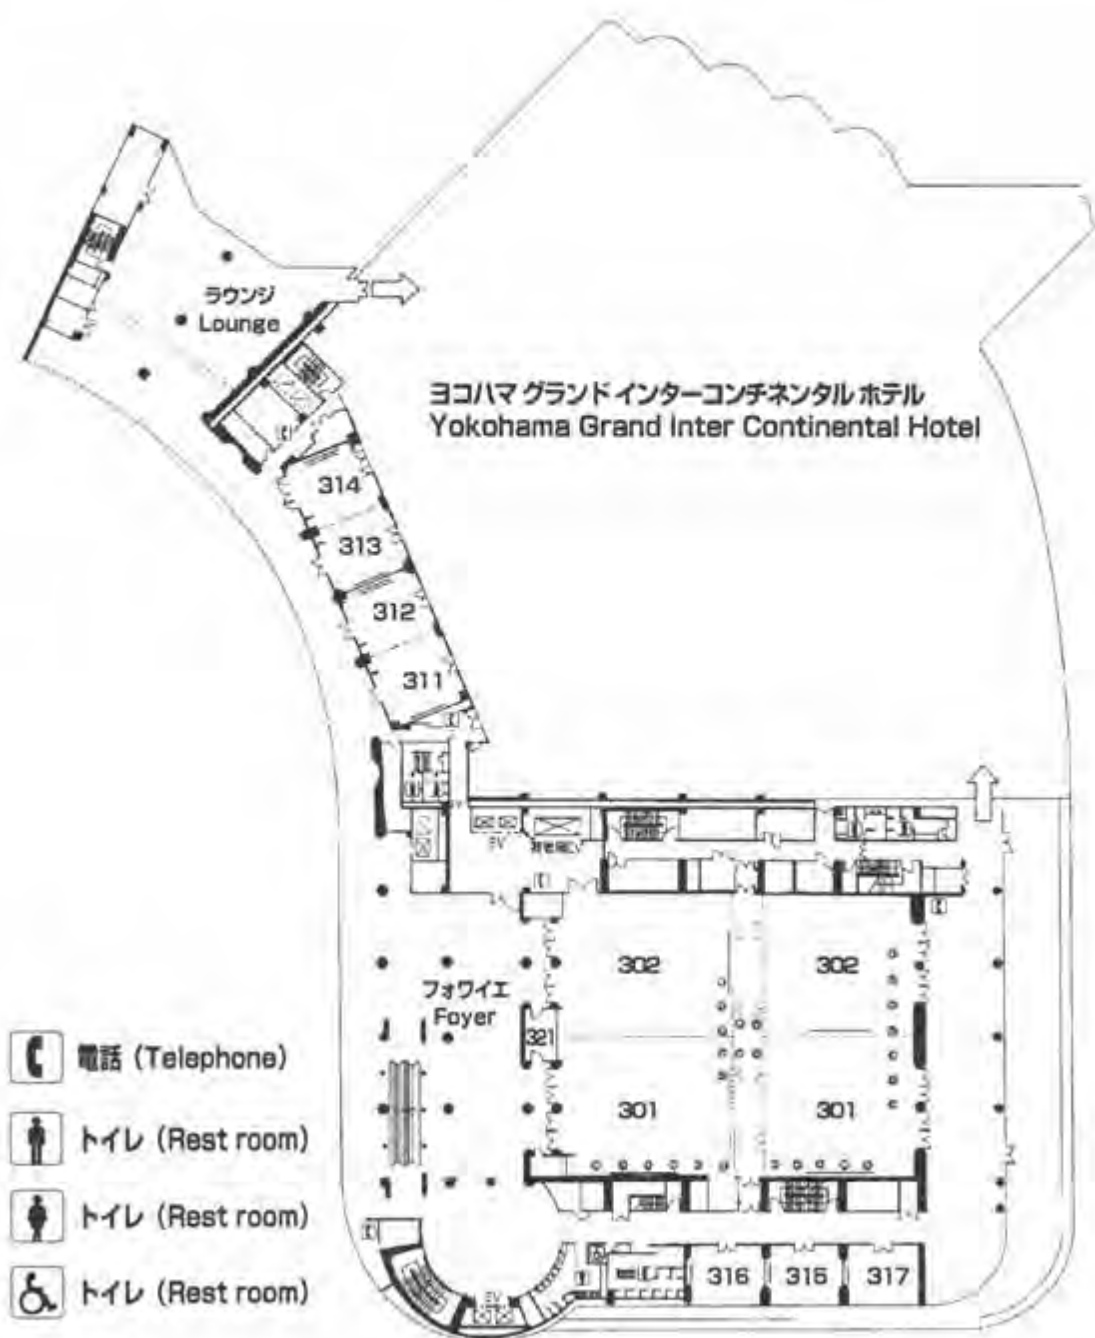 ラウンジ
Lounge
ヨコハマ グランド インターコンチネンタル ホテル
Yokohama Grand Inter Continental Hotel
314
313
312
311
EV
302
302
フォワイエ
Foyer
321
301
301
316
315
317
電話 (Telephone)
トイレ (Rest room)
トイレ (Rest room)
トイレ (Rest room)